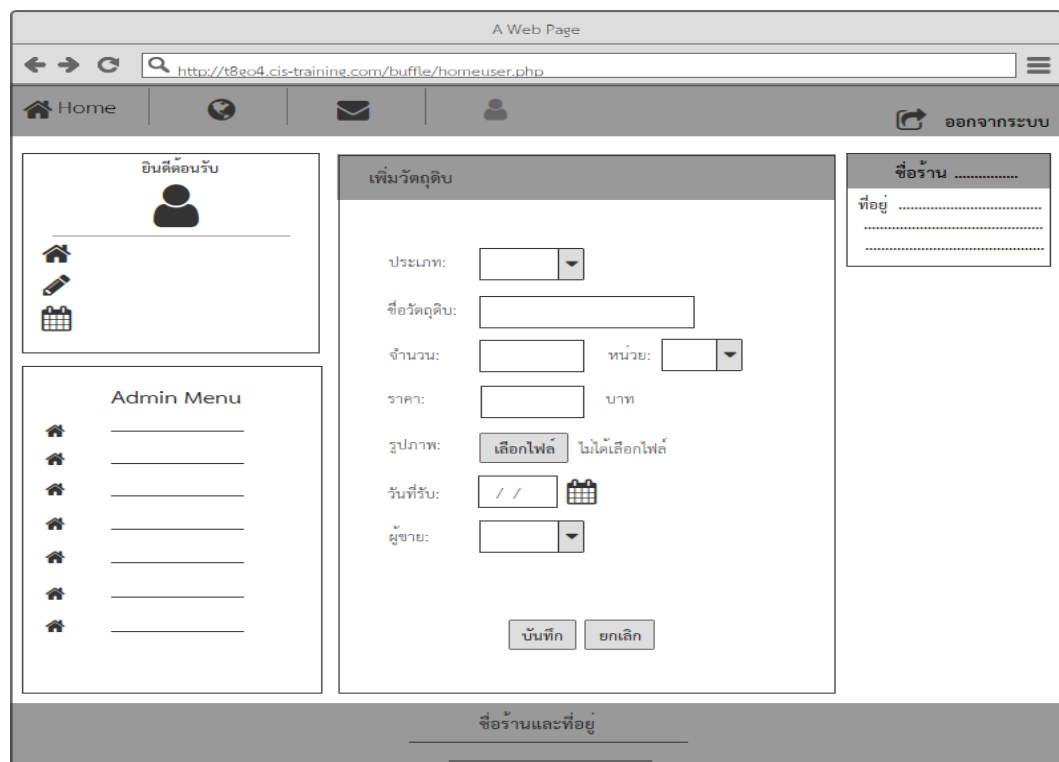 A Web Page
http://t8go4.cis-training.com/buffle/homeuser.php
Home
ออกจากระบบ
ยินดีต้อนรับ
Admin Menu
เพิ่มวัตถุดิบ
ประเภท:
ชื่อวัตถุดิบ:
จำนวน: หน่วย:
ราคา: บาท
รูปภาพ: เลือกไฟล์ ไม่ได้เลือกไฟล์
วันที่รับ: / /
ผู้ขาย:
บันทึก ยกเลิก
ชื่อร้าน ................
ที่อยู่ ....................................
.............................................
.............................................
ชื่อร้านและที่อยู่